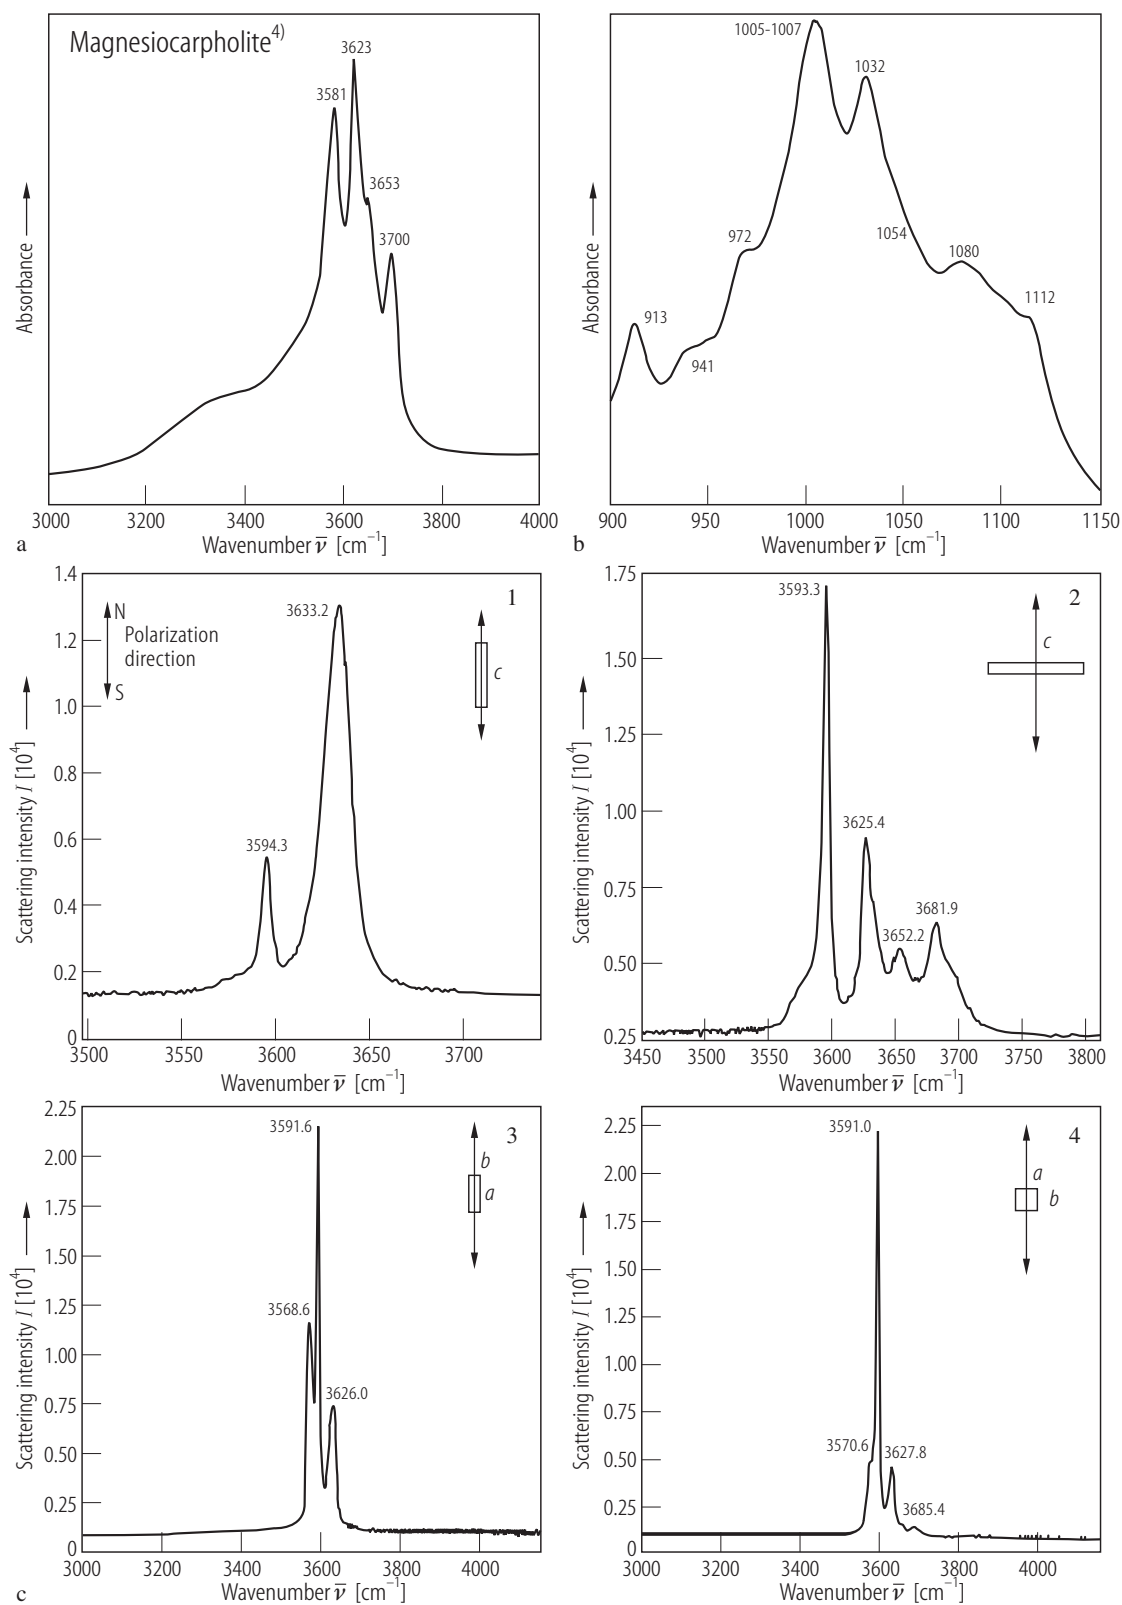 Magnesiocarpholite4)
3623
3581
3653
3700
Absorbance
3000 3200 3400 3600 3800 4000
Wavenumber ν̅ [cm−1]
a
1005-1007
1032
972
1054
1080
913
1112
941
Absorbance
900 950 1000 1050 1100 1150
Wavenumber ν̅ [cm−1]
b
1.4
1.2
1.0
0.8
0.6
0.4
0.2
0
N
Polarization
direction
S
3633.2
1
c
3594.3
Scattering intensity I [10^4]
3500 3550 3600 3650 3700
Wavenumber ν̅ [cm−1]
1.75
1.50
1.25
1.00
0.75
0.50
0.25
3593.3
2
c
3625.4
3681.9
3652.2
Scattering intensity I [10^4]
3450 3500 3550 3600 3650 3700 3750 3800
Wavenumber ν̅ [cm−1]
2.25
2.00
1.75
1.50
1.25
1.00
0.75
0.50
0.25
0
3591.6
3
b
a
3568.6
3626.0
Scattering intensity I [10^4]
3000 3200 3400 3600 3800 4000
Wavenumber ν̅ [cm−1]
c
2.25
2.00
1.75
1.50
1.25
1.00
0.75
0.50
0.25
0
3591.0
4
a
b
3570.6
3627.8
3685.4
Scattering intensity I [10^4]
3000 3200 3400 3600 3800 4000
Wavenumber ν̅ [cm−1]